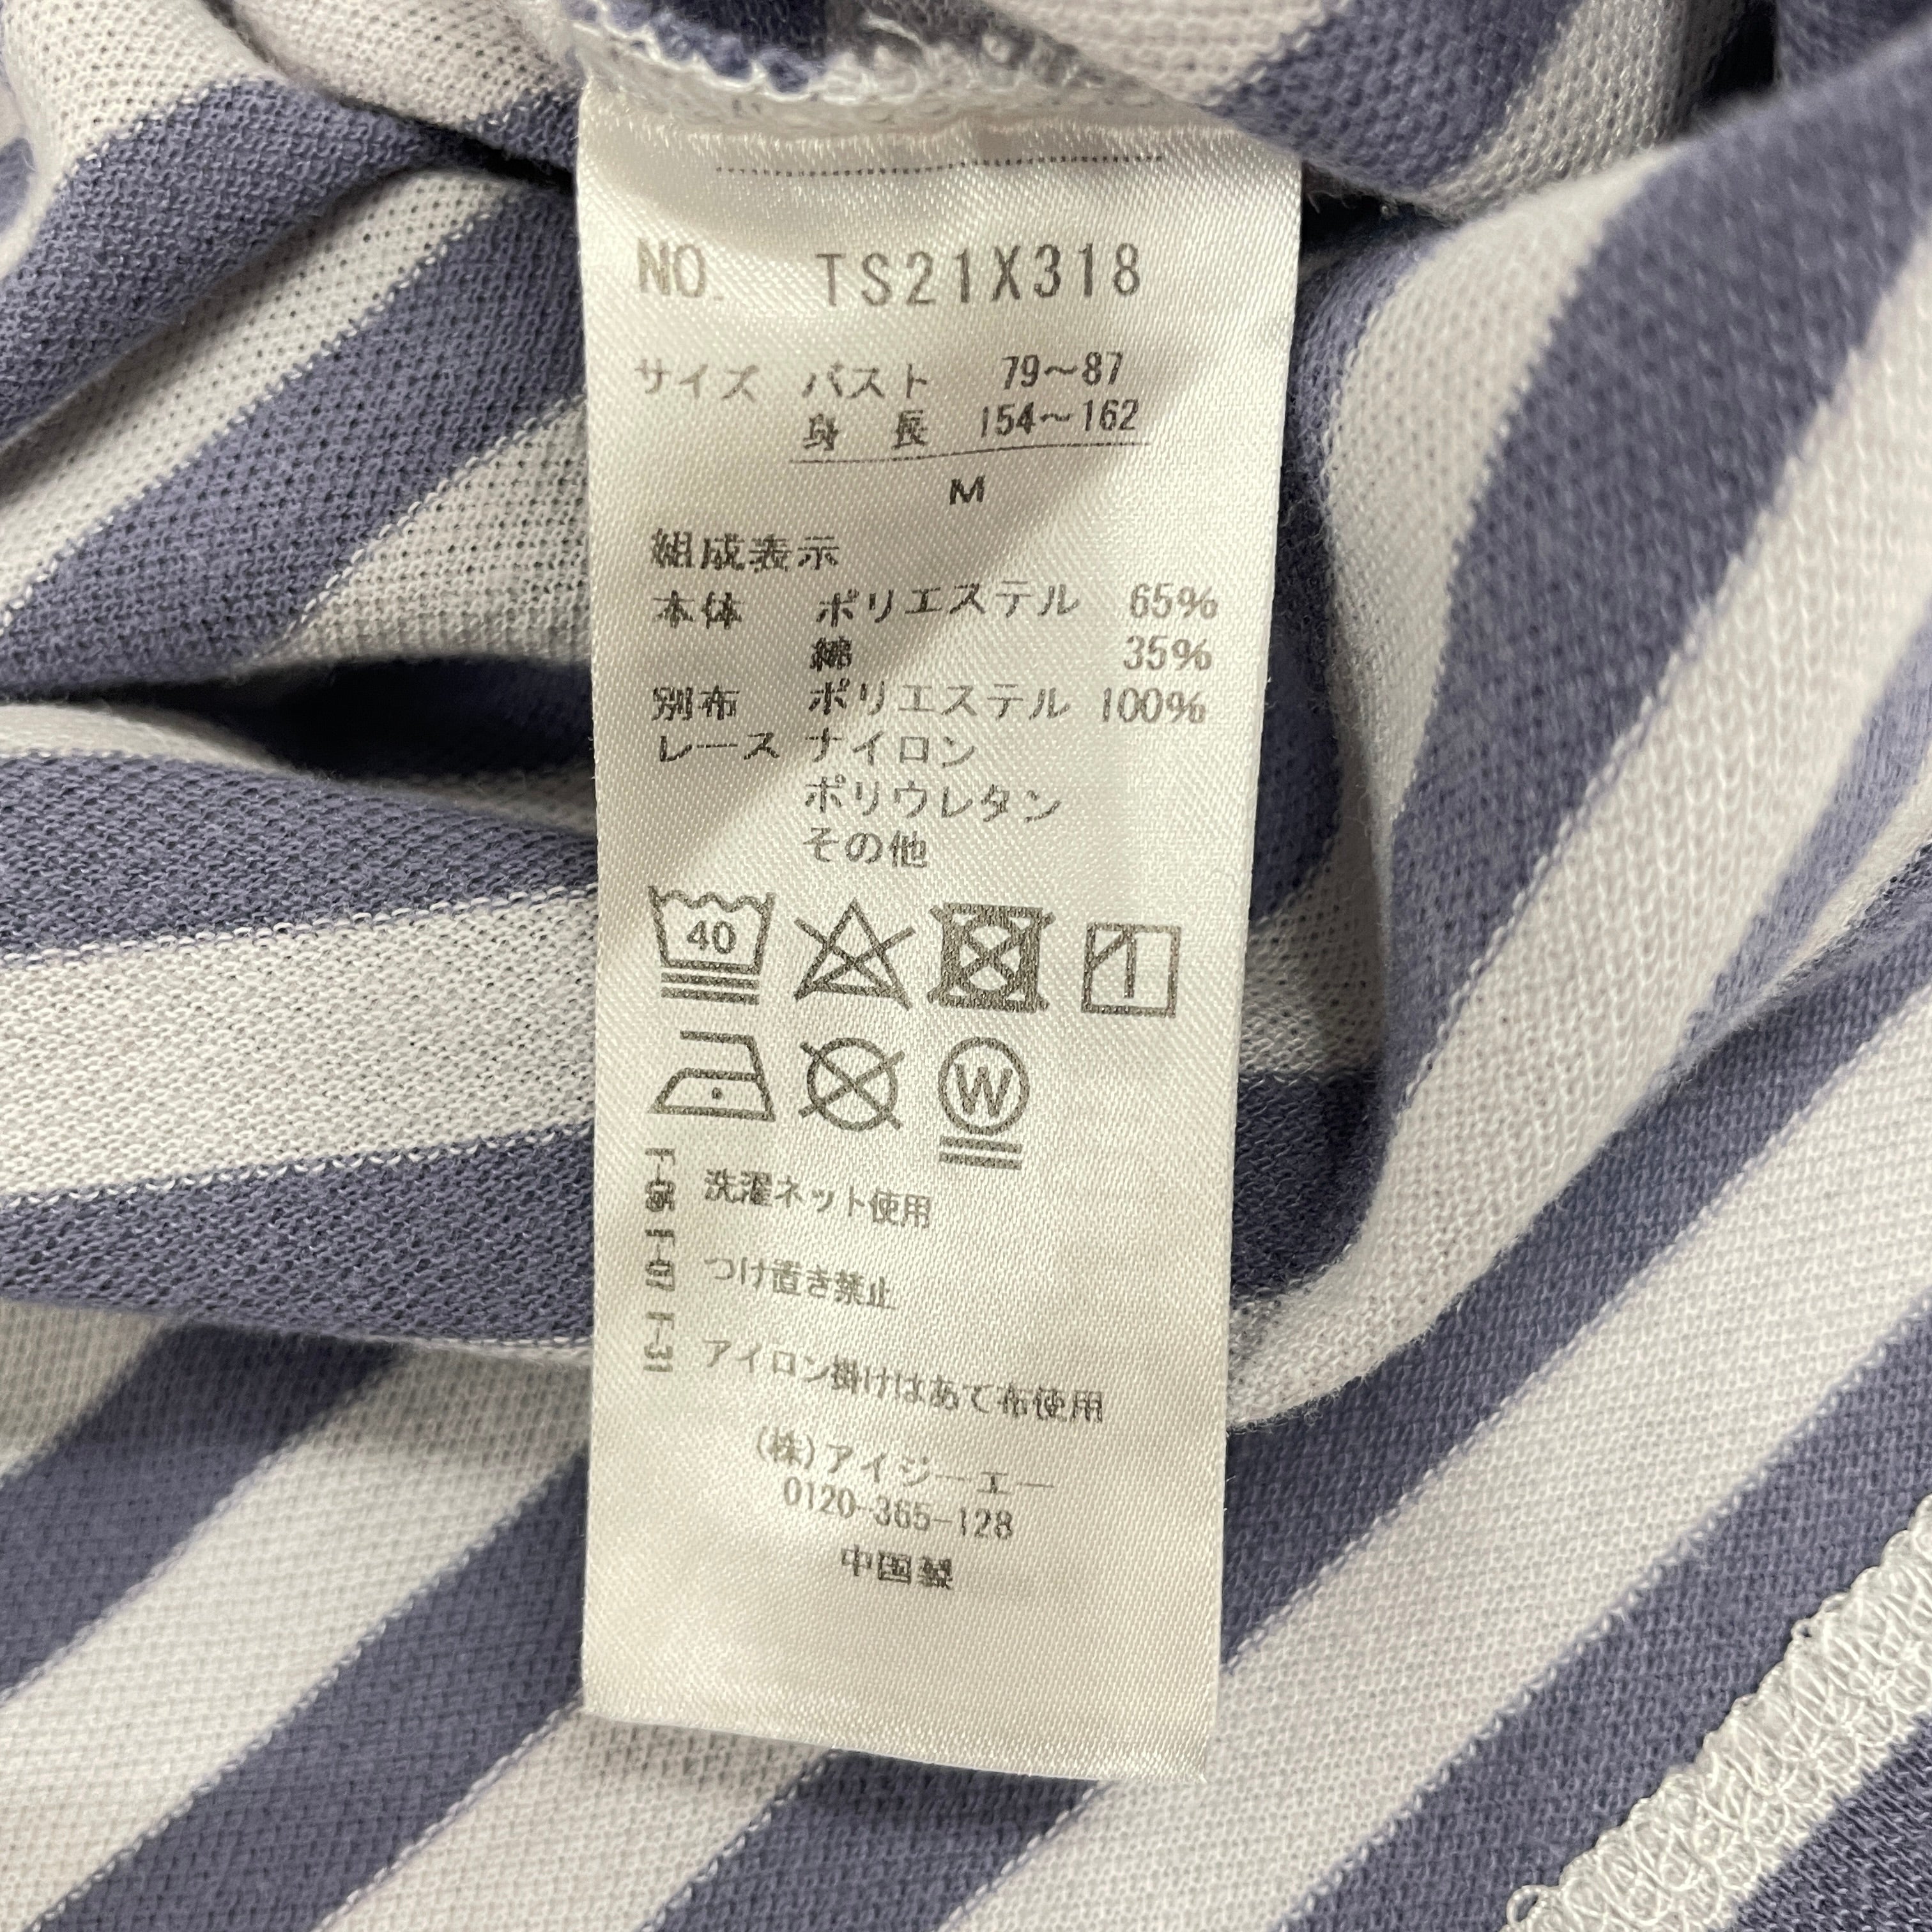 NO. TS21X318
サイズ バスト 79〜87
身長 154〜162
M
組成表示
本体 ポリエステル 65%
綿 35%
別布 ポリエステル 100%
レース ナイロン
ポリウレタン
その他
40
W
F-06 洗濯ネット使用
F-07 つけ置き禁止
F-31 アイロン掛けはあて布使用
(株)アイジーエー
0120-365-128
中国製